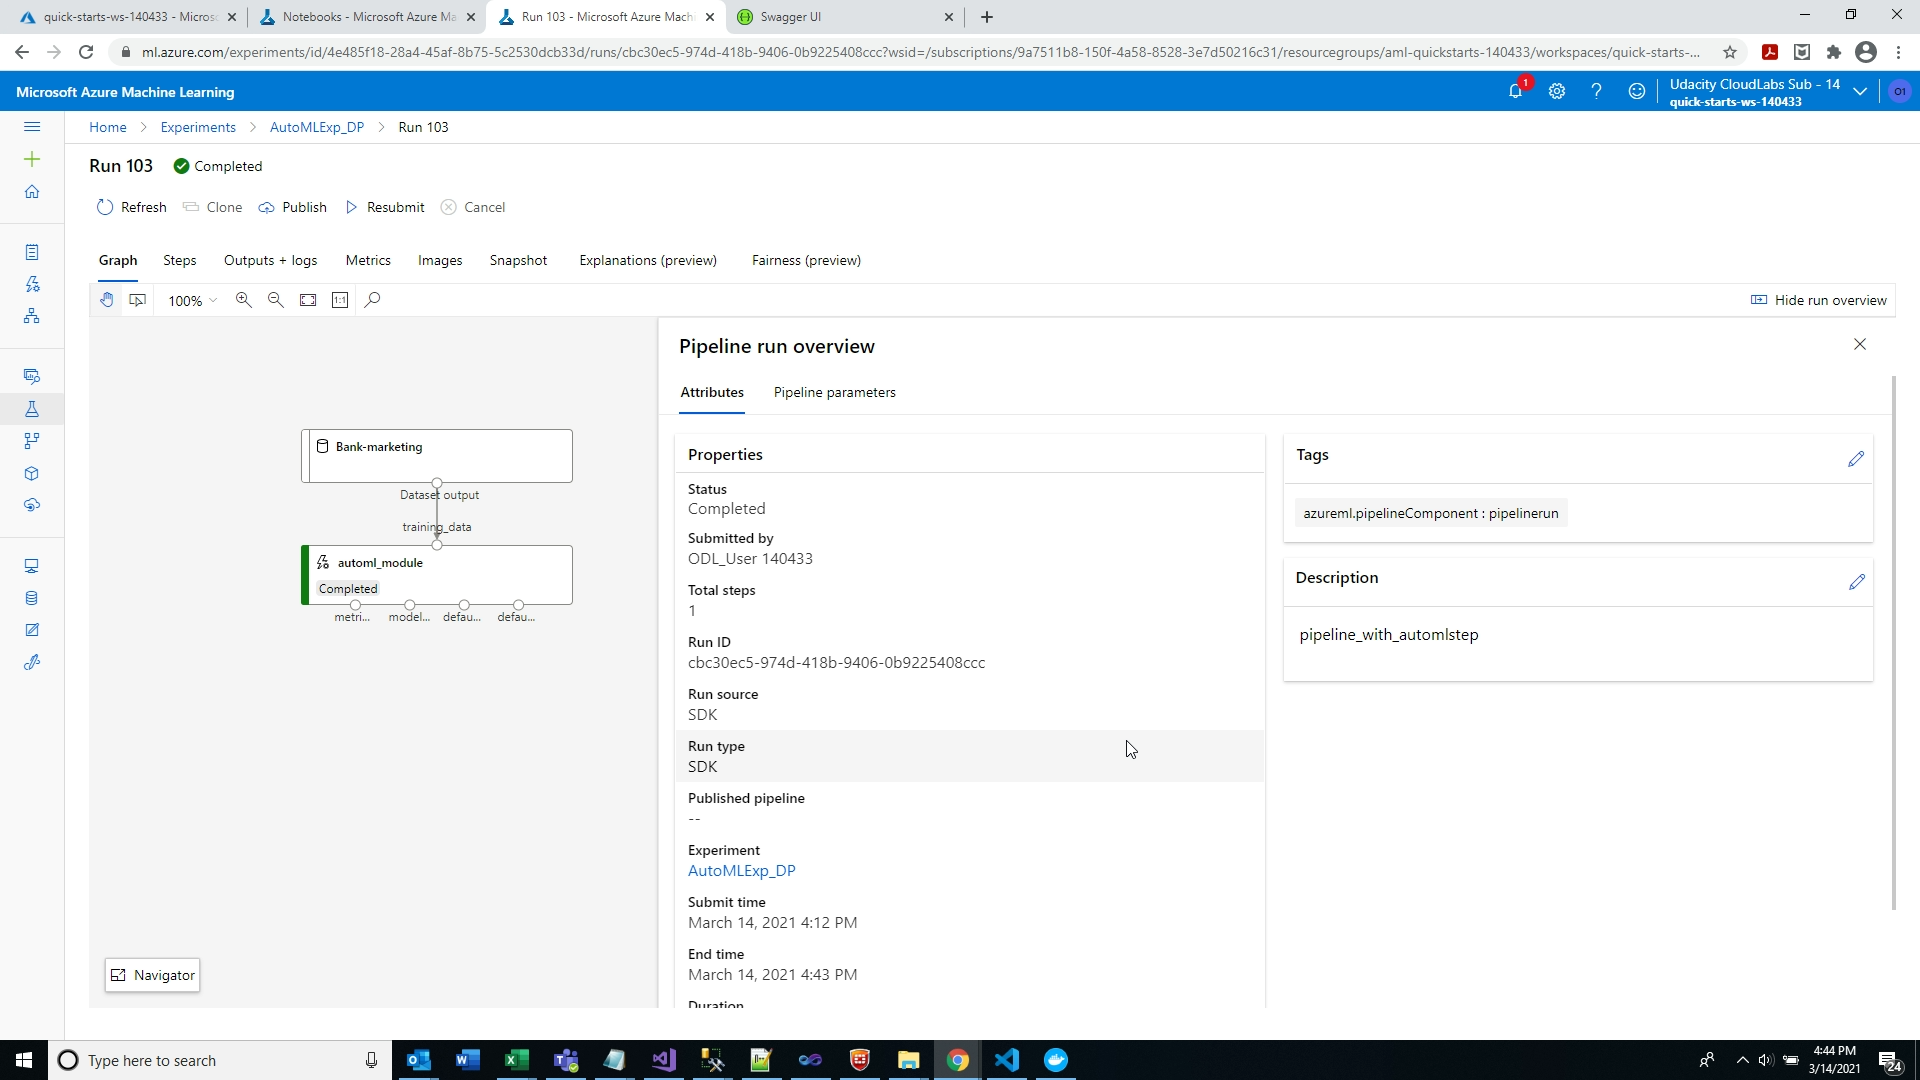 quick-starts-ws-140433 - Micros
Notebooks - Microsoft Azure Ma
Run 103 - Microsoft Azure Machi
Swagger UI
ml.azure.com/experiments/id/4e485f18-28a4-45af-8b75-5c2530dcb33d/runs/cbc30ec5-974d-418b-9406-0b9225408ccc?wsid=/subscriptions/9a7511b8-150f-4a58-8528-3e7d50216c31/resourcegroups/aml-quickstarts-140433/workspaces/quick-starts-...
Microsoft Azure Machine Learning
1
Udacity CloudLabs Sub - 14
quick-starts-ws-140433
O1
Home > Experiments > AutoMLExp_DP > Run 103
Run 103 Completed
Refresh Clone Publish Resubmit Cancel
Graph Steps Outputs + logs Metrics Images Snapshot Explanations (preview) Fairness (preview)
100% 1:1 Hide run overview
Pipeline run overview
Attributes Pipeline parameters
Bank-marketing
Dataset output
training_data
automl_module
Completed
metri... model... defau... defau...
Navigator
Properties
Status
Completed
Submitted by
ODL_User 140433
Total steps
1
Run ID
cbc30ec5-974d-418b-9406-0b9225408ccc
Run source
SDK
Run type
SDK
Published pipeline
--
Experiment
AutoMLExp_DP
Submit time
March 14, 2021 4:12 PM
End time
March 14, 2021 4:43 PM
Duration
Tags
azureml.pipelineComponent : pipelinerun
Description
pipeline_with_automlstep
Type here to search
4:44 PM
3/14/2021
24